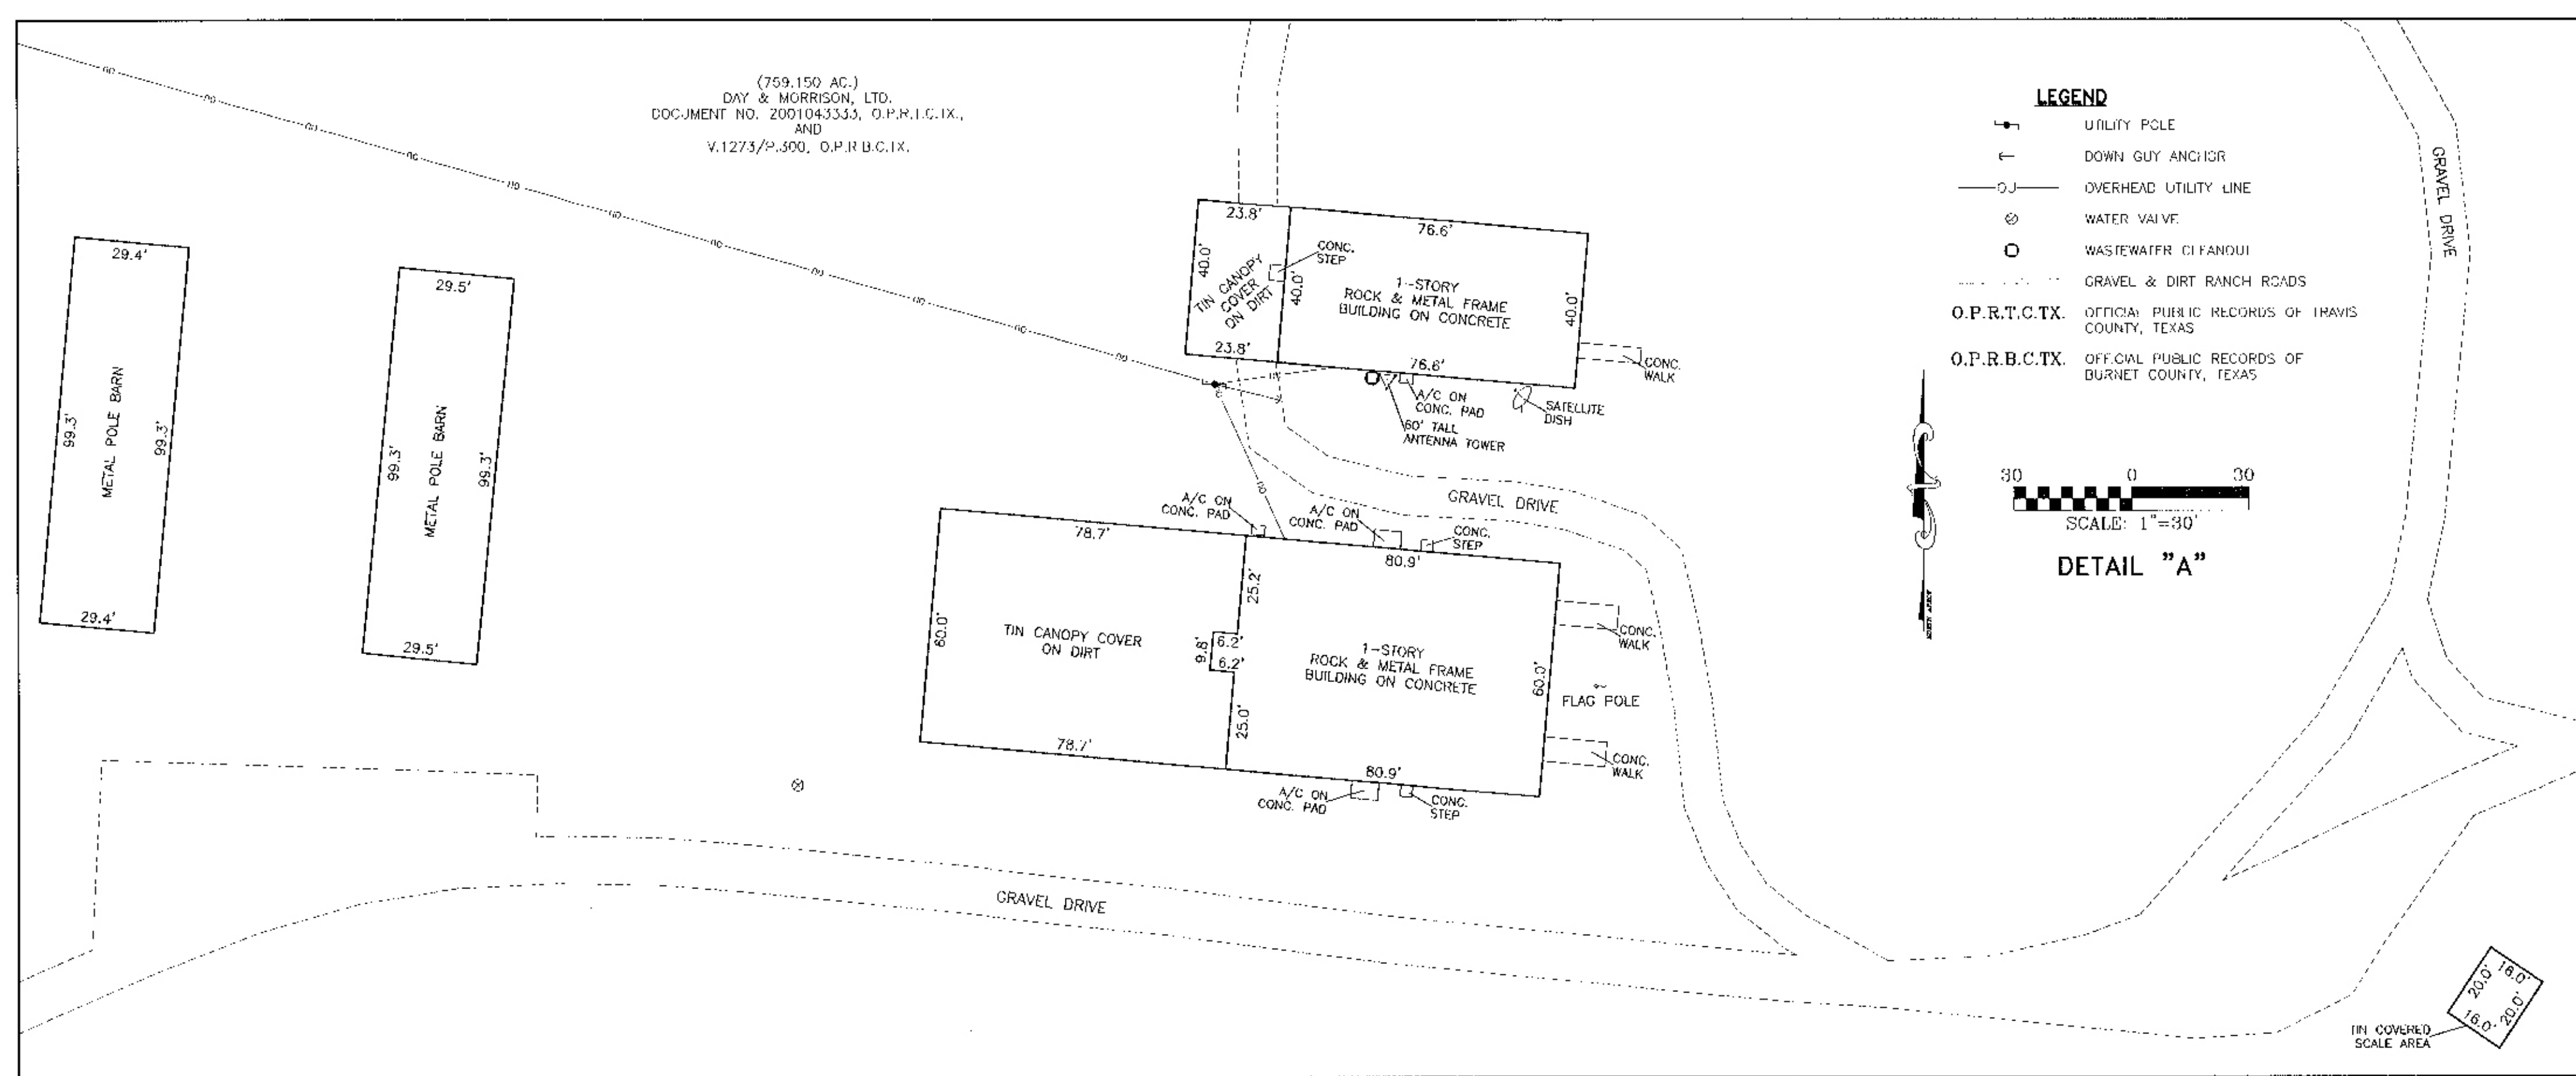 (759.150 AC.)
DAY & MORRISON, LTD.
DOCUMENT NO. 2001043333, O.P.R.T.C.TX.,
AND
V.1273/P.300, O.P.R.B.C.TX.
LEGEND
UTILITY POLE
DOWN GUY ANCHOR
OU
OVERHEAD UTILITY LINE
WATER VALVE
WASTEWATER CLEANOUT
GRAVEL & DIRT RANCH ROADS
O.P.R.T.C.TX. OFFICIAL PUBLIC RECORDS OF TRAVIS
COUNTY, TEXAS
O.P.R.B.C.TX. OFFICIAL PUBLIC RECORDS OF
BURNET COUNTY, TEXAS
30 0 30
SCALE: 1"=30'
DETAIL "A"
GRAVEL DRIVE
29.4'
99.3'
METAL POLE BARN
99.3'
29.4'
29.5'
99.3'
METAL POLE BARN
99.3'
29.5'
23.8'
40.0'
TIN CANOPY
COVER
ON DIRT
23.8'
CONC.
STEP
40.0'
76.6'
1-STORY
ROCK & METAL FRAME
BUILDING ON CONCRETE
40.0'
76.6'
CONC.
WALK
A/C ON
CONC. PAD
60' TALL
ANTENNA TOWER
SATELLITE
DISH
GRAVEL DRIVE
A/C ON
CONC. PAD
A/C ON
CONC. PAD
CONC.
STEP
78.7'
60.0'
TIN CANOPY COVER
ON DIRT
78.7'
80.9'
25.2'
6.2'
9.8'
6.2'
25.0'
1-STORY
ROCK & METAL FRAME
BUILDING ON CONCRETE
60.0'
80.9'
CONC.
WALK
FLAG POLE
CONC.
WALK
A/C ON
CONC. PAD
CONC.
STEP
GRAVEL DRIVE
16.0'
20.0'
20.0'
16.0'
TIN COVERED
SCALE AREA